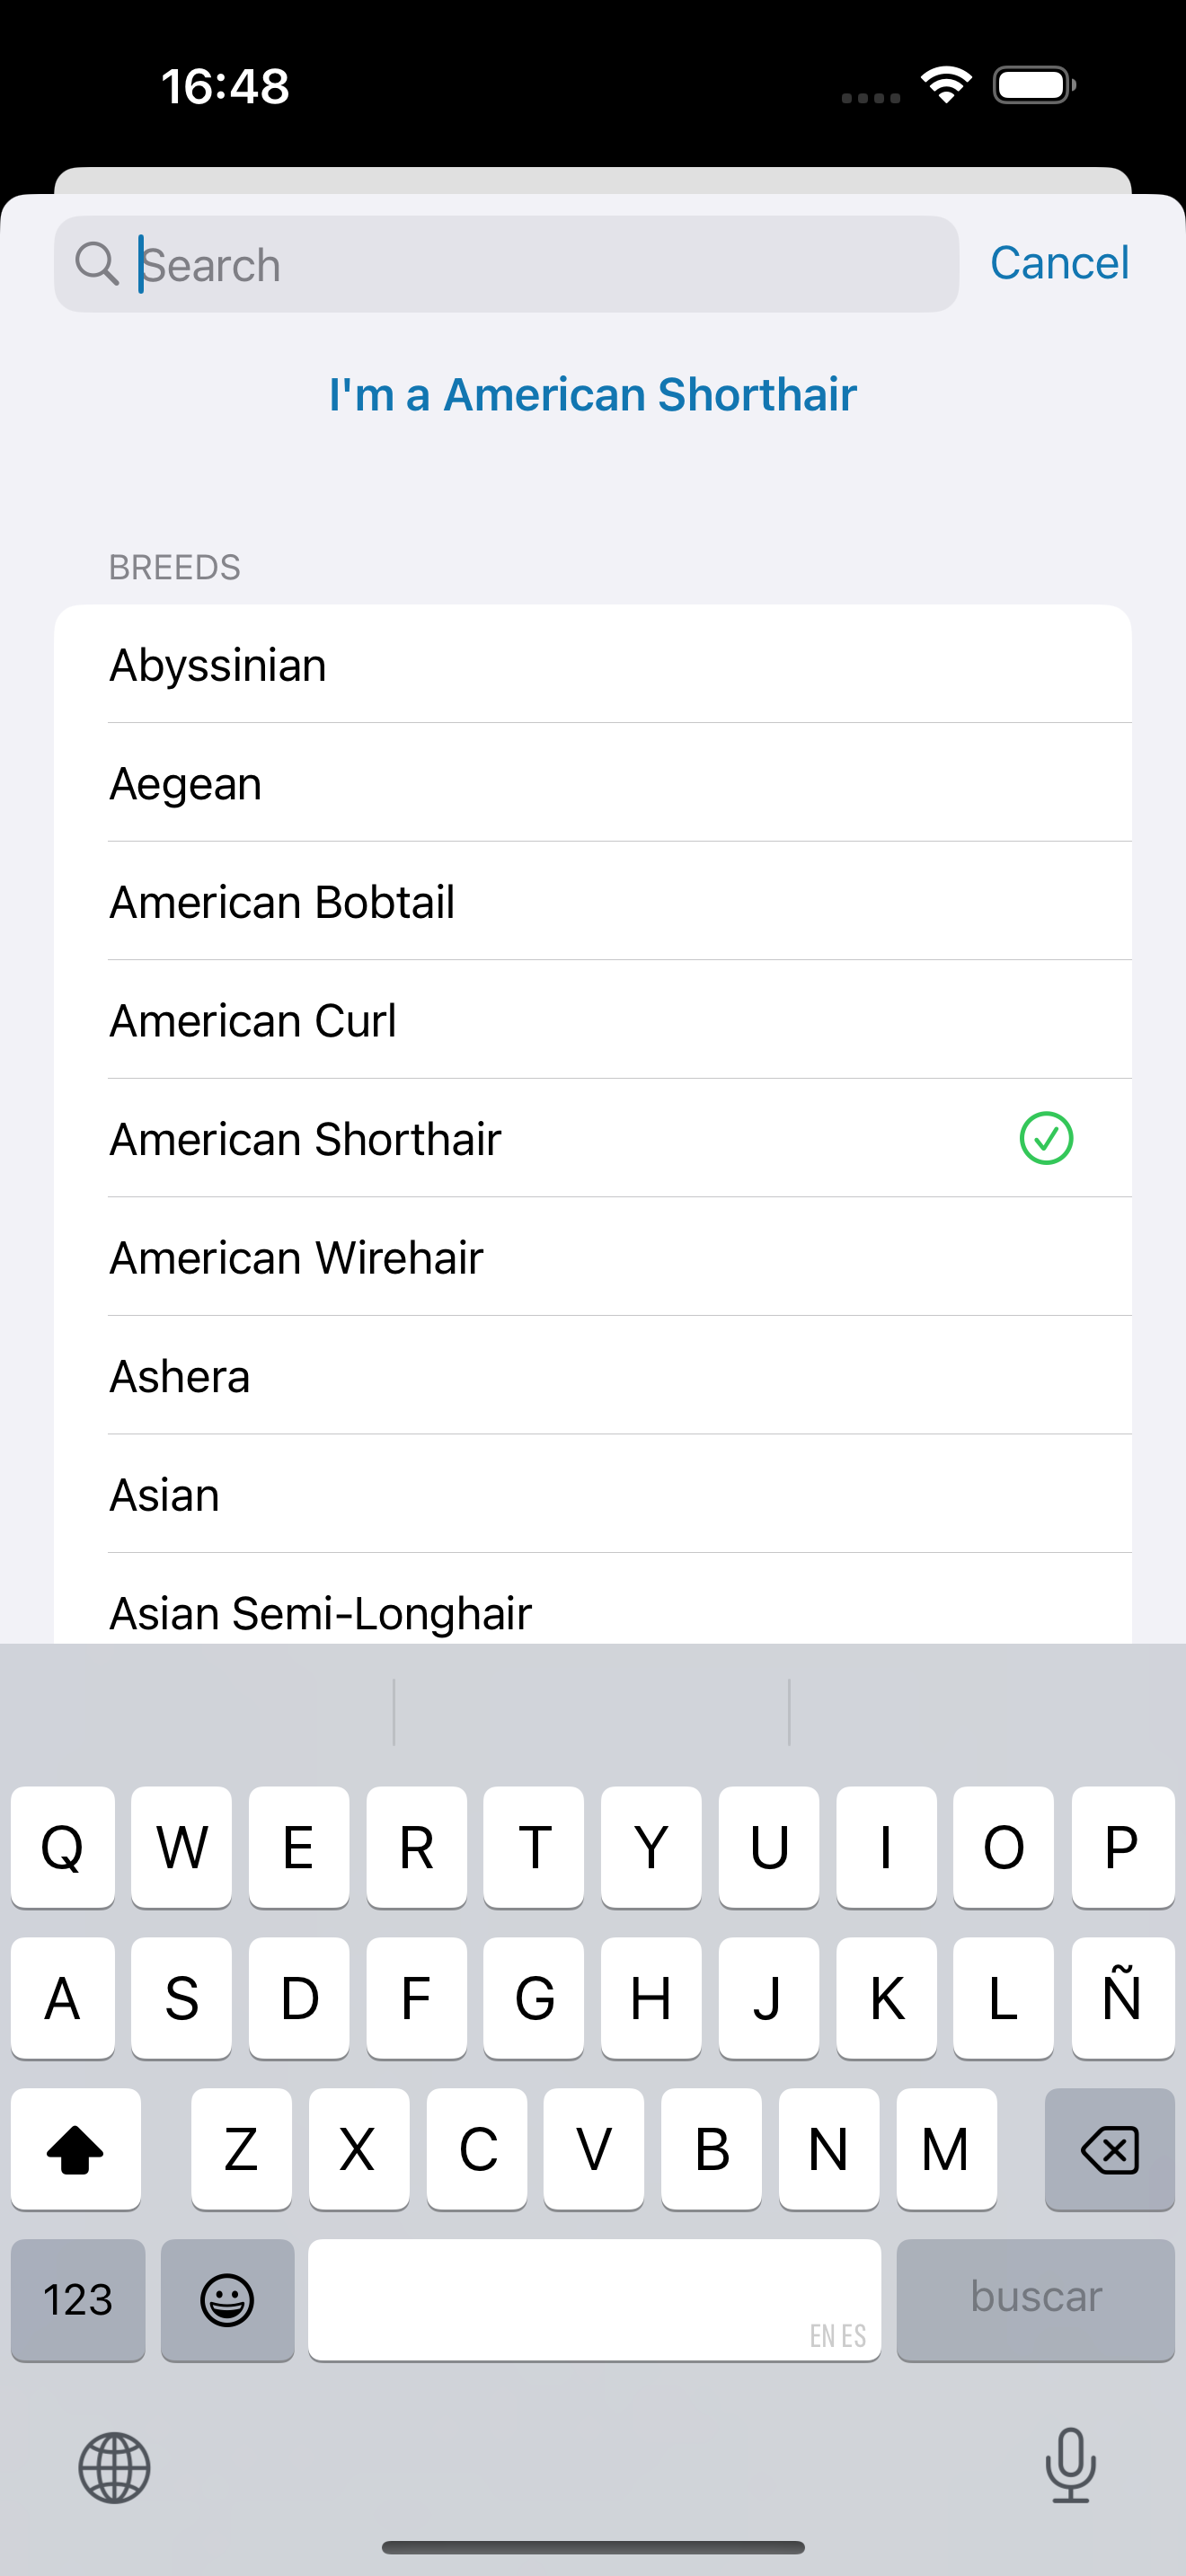 16:48
Search
Cancel
I'm a American Shorthair
BREEDS
Abyssinian
Aegean
American Bobtail
American Curl
American Shorthair
American Wirehair
Ashera
Asian
Asian Semi-Longhair
Q W E R T Y U I O P
A S D F G H J K L Ñ
Z X C V B N M
123
EN ES
buscar